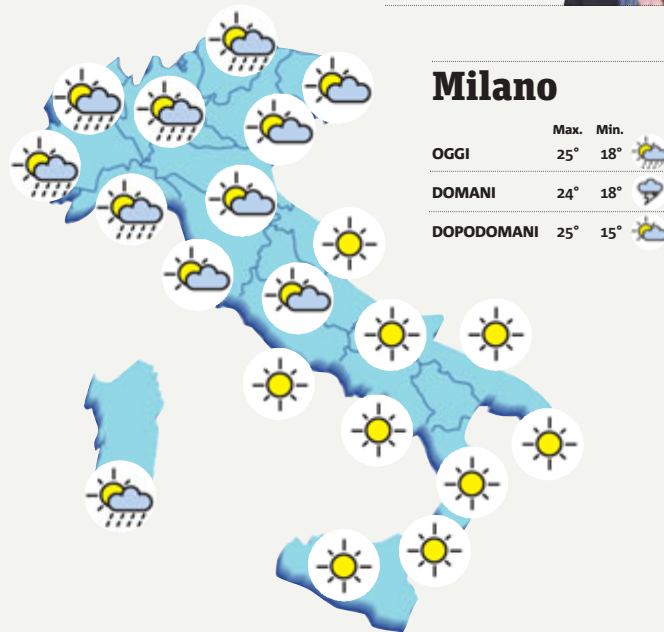 Milano
Max. Min.
OGGI 25° 18°
DOMANI 24° 18°
DOPODOMANI 25° 15°